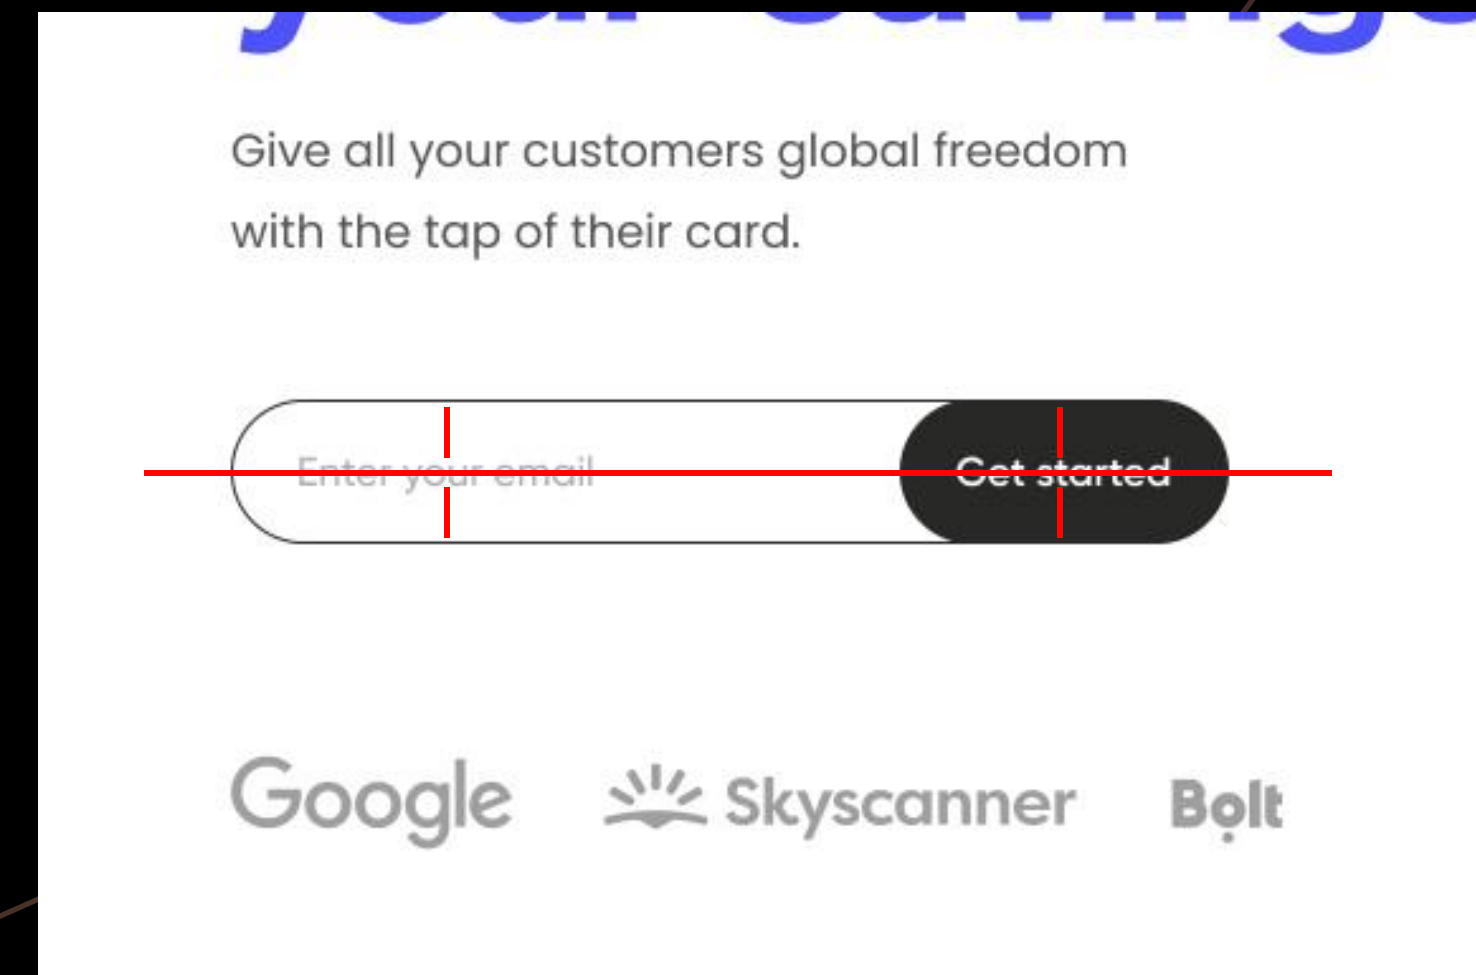 Give all your customers global freedom
with the tap of their card.
Enter your email
Get started
Google
Skyscanner
Bolt